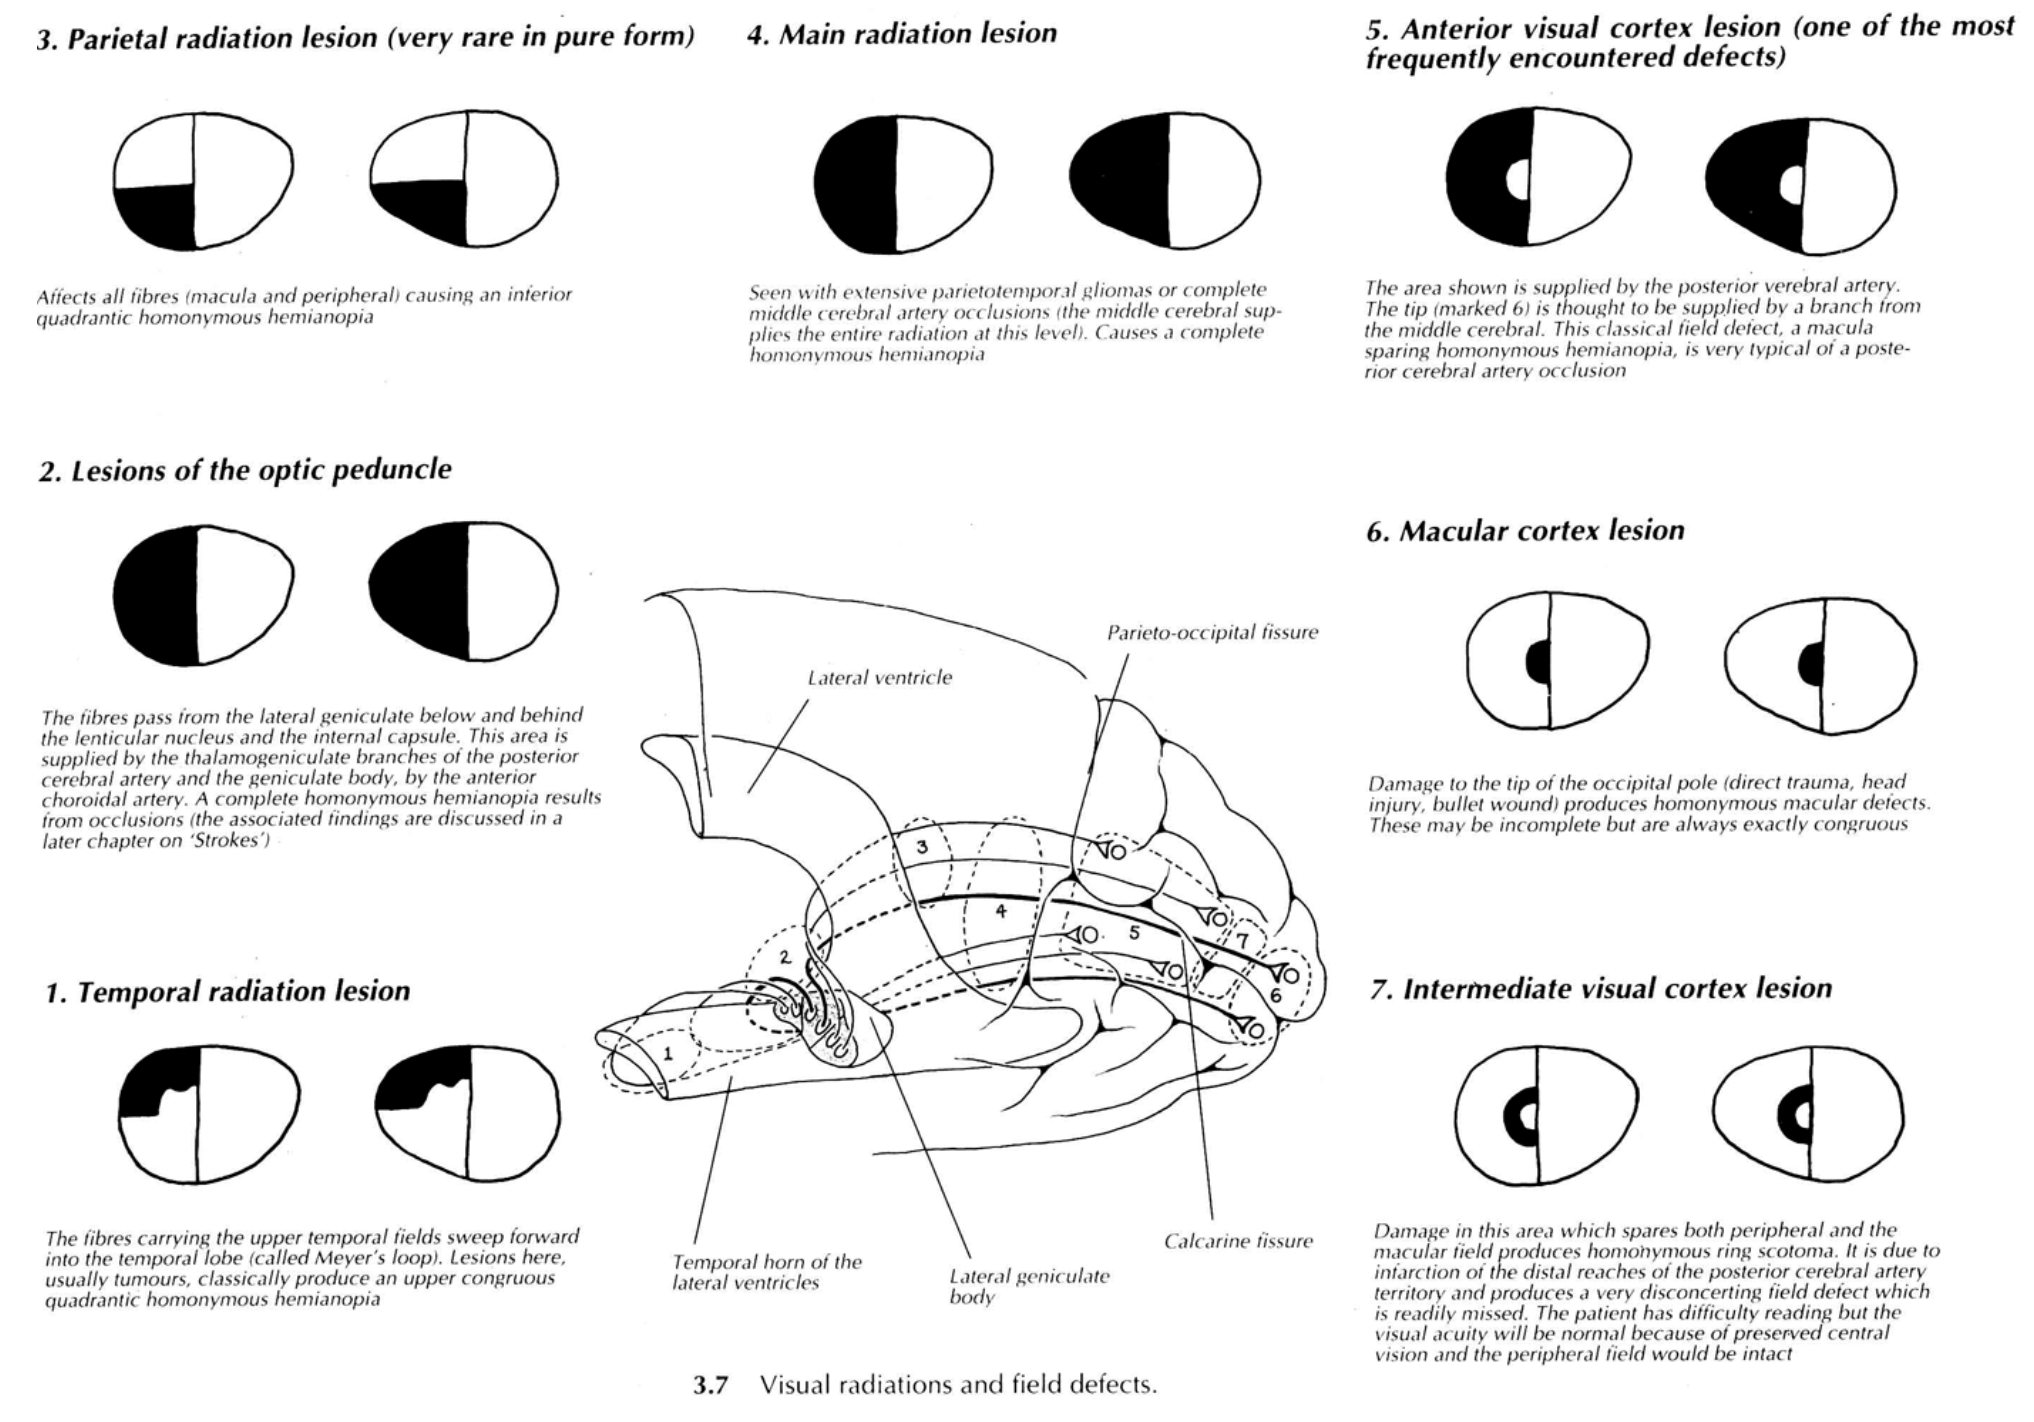 3. Parietal radiation lesion (very rare in pure form)
Affects all fibres (macula and peripheral) causing an inferior
quadrantic homonymous hemianopia
4. Main radiation lesion
Seen with extensive parietotemporal gliomas or complete
middle cerebral artery occlusions (the middle cerebral sup-
plies the entire radiation at this level). Causes a complete
homonymous hemianopia
5. Anterior visual cortex lesion (one of the most
frequently encountered defects)
The area shown is supplied by the posterior verebral artery.
The tip (marked 6) is thought to be supplied by a branch from
the middle cerebral. This classical field defect, a macula
sparing homonymous hemianopia, is very typical of a poste-
rior cerebral artery occlusion
2. Lesions of the optic peduncle
The fibres pass from the lateral geniculate below and behind
the lenticular nucleus and the internal capsule. This area is
supplied by the thalamogeniculate branches of the posterior
cerebral artery and the geniculate body, by the anterior
choroidal artery. A complete homonymous hemianopia results
from occlusions (the associated findings are discussed in a
later chapter on 'Strokes')
6. Macular cortex lesion
Damage to the tip of the occipital pole (direct trauma, head
injury, bullet wound) produces homonymous macular defects.
These may be incomplete but are always exactly congruous
1. Temporal radiation lesion
The fibres carrying the upper temporal fields sweep forward
into the temporal lobe (called Meyer's loop). Lesions here,
usually tumours, classically produce an upper congruous
quadrantic homonymous hemianopia
Parieto-occipital fissure
Lateral ventricle
3
4
5
7
2
6
1
Calcarine fissure
Temporal horn of the
lateral ventricles
Lateral geniculate
body
7. Intermediate visual cortex lesion
Damage in this area which spares both peripheral and the
macular field produces homonymous ring scotoma. It is due to
infarction of the distal reaches of the posterior cerebral artery
territory and produces a very disconcerting field defect which
is readily missed. The patient has difficulty reading but the
visual acuity will be normal because of preserved central
vision and the peripheral field would be intact
3.7 Visual radiations and field defects.